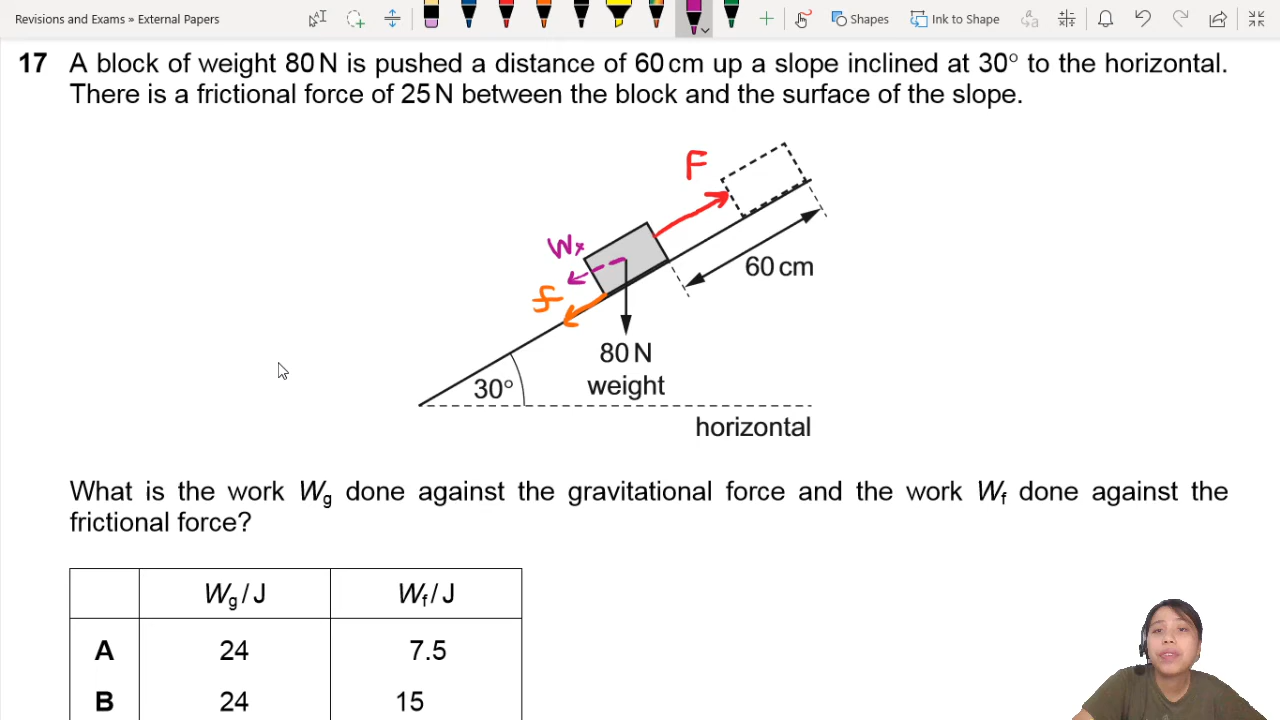 Revisions and Exams » External Papers
Shapes
Ink to Shape
17 A block of weight 80 N is pushed a distance of 60 cm up a slope inclined at 30° to the horizontal.
There is a frictional force of 25 N between the block and the surface of the slope.
F
Wx
60 cm
f
80 N
30°
weight
horizontal
What is the work Wg done against the gravitational force and the work Wf done against the
frictional force?
Wg / J Wf / J
A 24 7.5
B 24 15